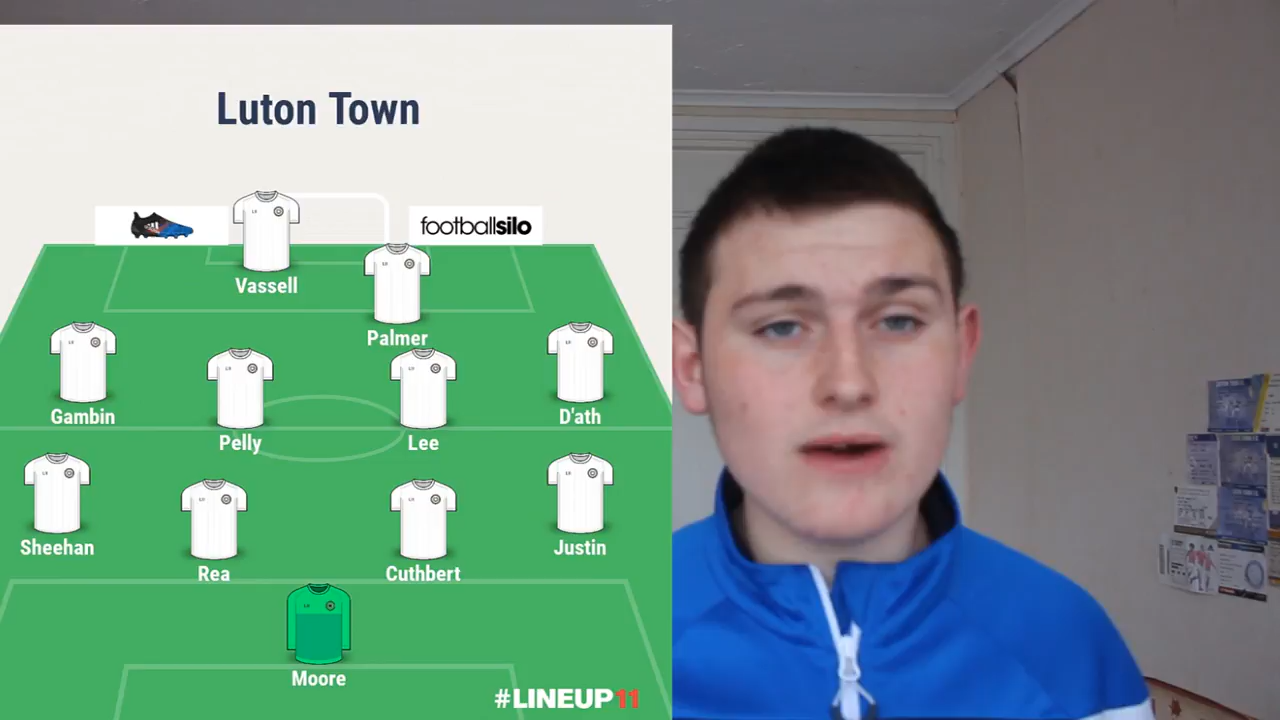 Luton Town
footballsilo
Vassell
Palmer
Gambin
D'ath
Pelly
Lee
Sheehan
Justin
Rea
Cuthbert
Moore
#LINEUP11